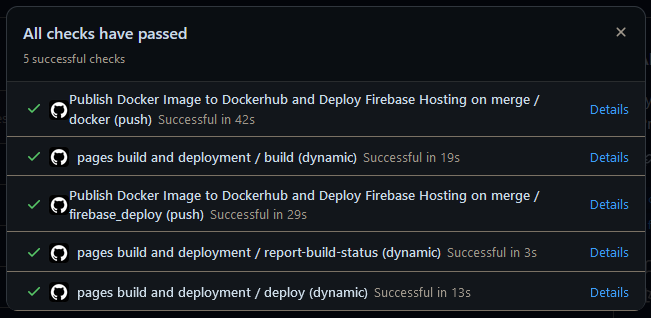 All checks have passed
5 successful checks
Publish Docker Image to Dockerhub and Deploy Firebase Hosting on merge /
docker (push) Successful in 42s
Details
pages build and deployment / build (dynamic) Successful in 19s
Details
Publish Docker Image to Dockerhub and Deploy Firebase Hosting on merge /
firebase_deploy (push) Successful in 29s
Details
pages build and deployment / report-build-status (dynamic) Successful in 3s
Details
pages build and deployment / deploy (dynamic) Successful in 13s
Details